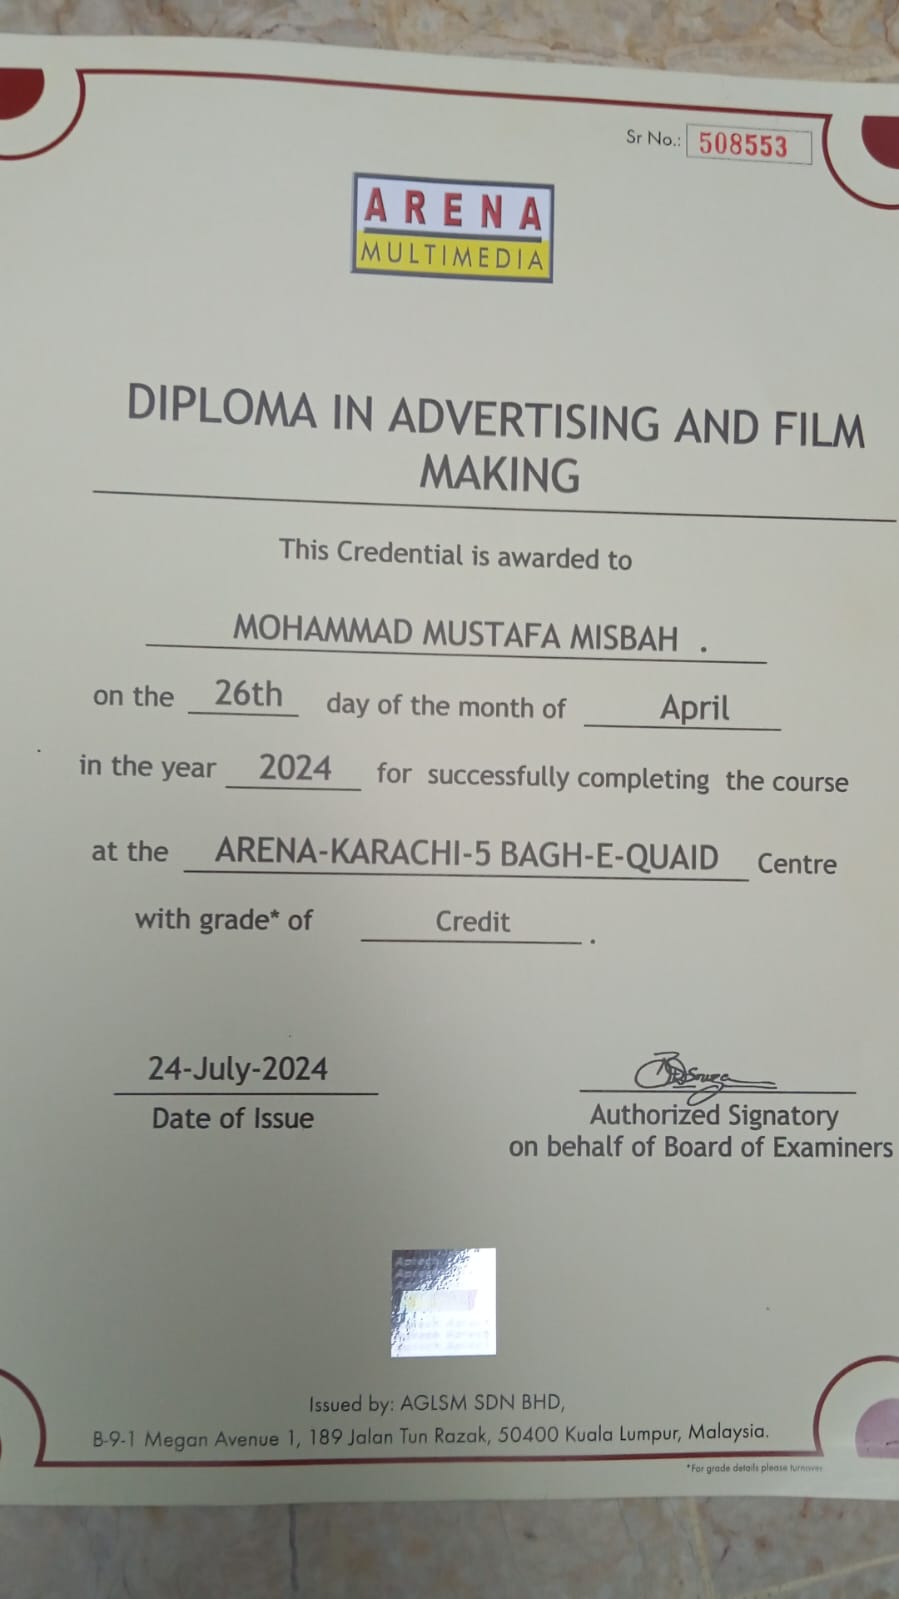 Sr No.: 508553
ARENA
MULTIMEDIA
DIPLOMA IN ADVERTISING AND FILM
MAKING
This Credential is awarded to
MOHAMMAD MUSTAFA MISBAH .
on the 26th day of the month of April
in the year 2024 for successfully completing the course
at the ARENA-KARACHI-5 BAGH-E-QUAID Centre
with grade* of Credit .
24-July-2024
Date of Issue
Authorized Signatory
on behalf of Board of Examiners
Issued by: AGLSM SDN BHD,
B-9-1 Megan Avenue 1, 189 Jalan Tun Razak, 50400 Kuala Lumpur, Malaysia.
*For grade details please turnover